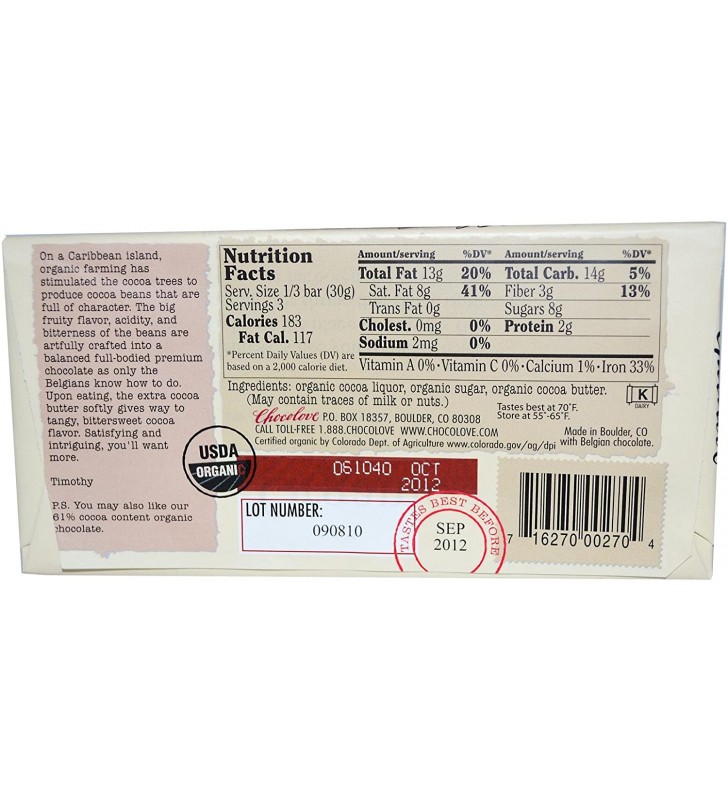 On a Caribbean island,
organic farming has
stimulated the cocoa trees to
produce cocoa beans that are
full of character. The big
fruity flavor, acidity, and
bitterness of the beans are
artfully crafted into a
balanced full-bodied premium
chocolate as only the
Belgians know how to do.
Upon eating, the extra cocoa
butter softly gives way to
tangy, bittersweet cocoa
flavor. Satisfying and
intriguing, you'll want
more.
Timothy
P.S. You may also like our
61% cocoa content organic
chocolate.
Nutrition
Facts
Serv. Size 1/3 bar (30g)
Servings 3
Calories 183
Fat Cal. 117
*Percent Daily Values (DV) are
based on a 2,000 calorie diet.
Amount/serving %DV* Amount/serving %DV*
Total Fat 13g 20% Total Carb. 14g 5%
Sat. Fat 8g 41% Fiber 3g 13%
Trans Fat 0g Sugars 8g
Cholest. 0mg 0% Protein 2g
Sodium 2mg 0%
Vitamin A 0% • Vitamin C 0% • Calcium 1% • Iron 33%
Ingredients: organic cocoa liquor, organic sugar, organic cocoa butter.
(May contain traces of milk or nuts.)
Chocolove P.O. BOX 18357, BOULDER, CO 80308
CALL TOLL-FREE 1.888.CHOCOLOVE WWW.CHOCOLOVE.COM
Certified organic by Colorado Dept. of Agriculture www.colorado.gov/ag/dpi
Tastes best at 70°F.
Store at 55°-65°F.
K
DAIRY
Made in Boulder, CO
with Belgian chocolate.
USDA
ORGANIC
061040 OCT
2012
LOT NUMBER:
090810
TASTES BEST BEFORE
SEP
2012
7 16270 00270 4